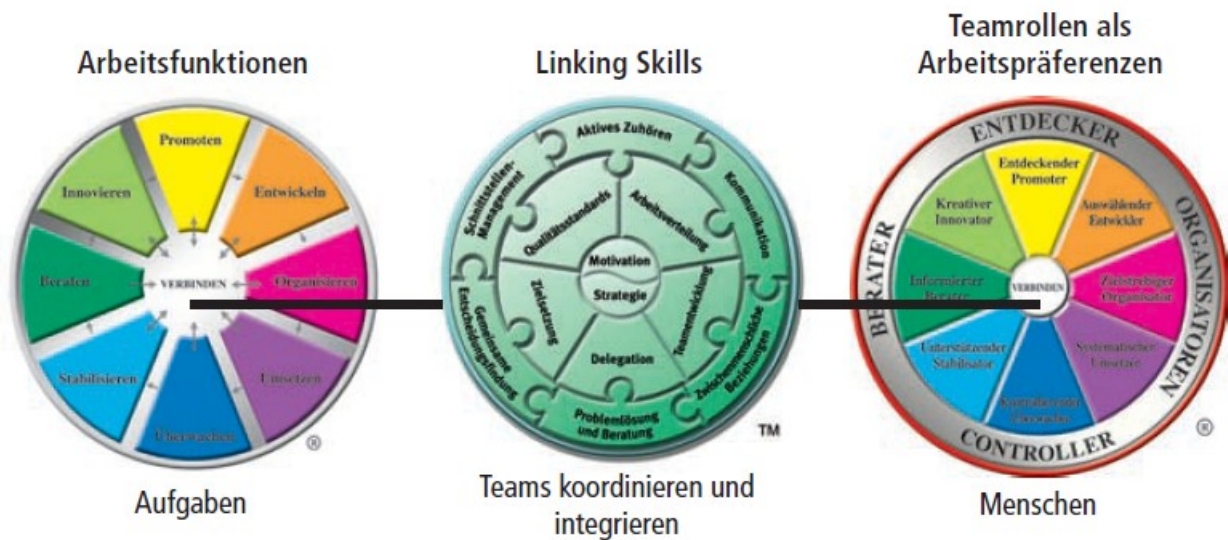 Arbeitsfunktionen
Promoten
Entwickeln
Organisieren
Umsetzen
Überwachen
Stabilisieren
Beraten
Innovieren
VERBINDEN
®
Aufgaben
Linking Skills
Aktives Zuhören
Kommunikation
Zwischenmenschliche
Beziehungen
Problemlösung
und Beratung
Gemeinsame
Entscheidungsfindung
Schnittstellen-
Management
Arbeitsverteilung
Teamentwicklung
Delegation
Zielsetzung
Qualitätsstandards
Motivation
Strategie
TM
Teams koordinieren und
integrieren
Teamrollen als
Arbeitspräferenzen
ENTDECKER
ORGANISATOREN
CONTROLLER
BERATER
Entdeckender
Promoter
Auswählender
Entwickler
Zielstrebiger
Organisator
Systematischer
Umsetzer
Überwacher
Unterstützender
Stabilisator
Informierter
Berater
Kreativer
Innovator
VERBINDEN
®
Menschen